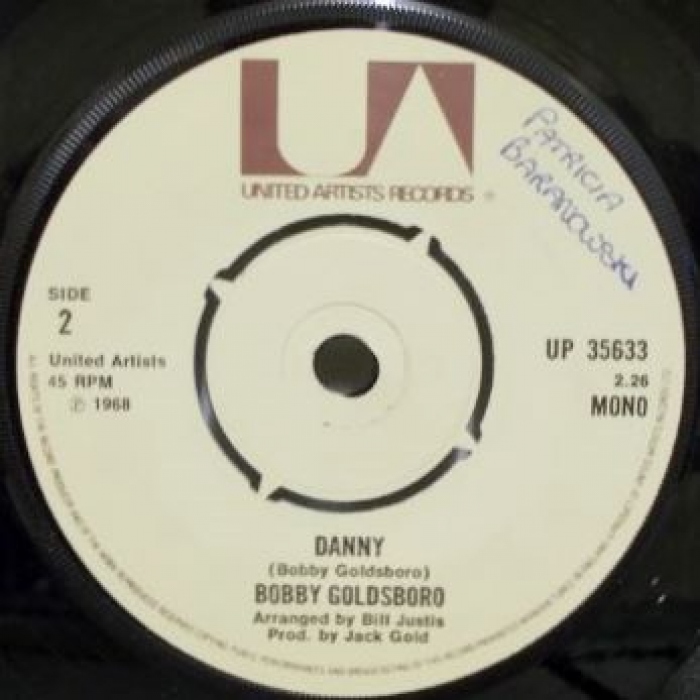 UA
UNITED ARTISTS RECORDS
PATRICIA
BARANOWSKI
SIDE
2
United Artists
45 RPM
℗ 1968
UP 35633
2.26
MONO
DANNY
(Bobby Goldsboro)
BOBBY GOLDSBORO
Arranged by Bill Justis
Prod. by Jack Gold